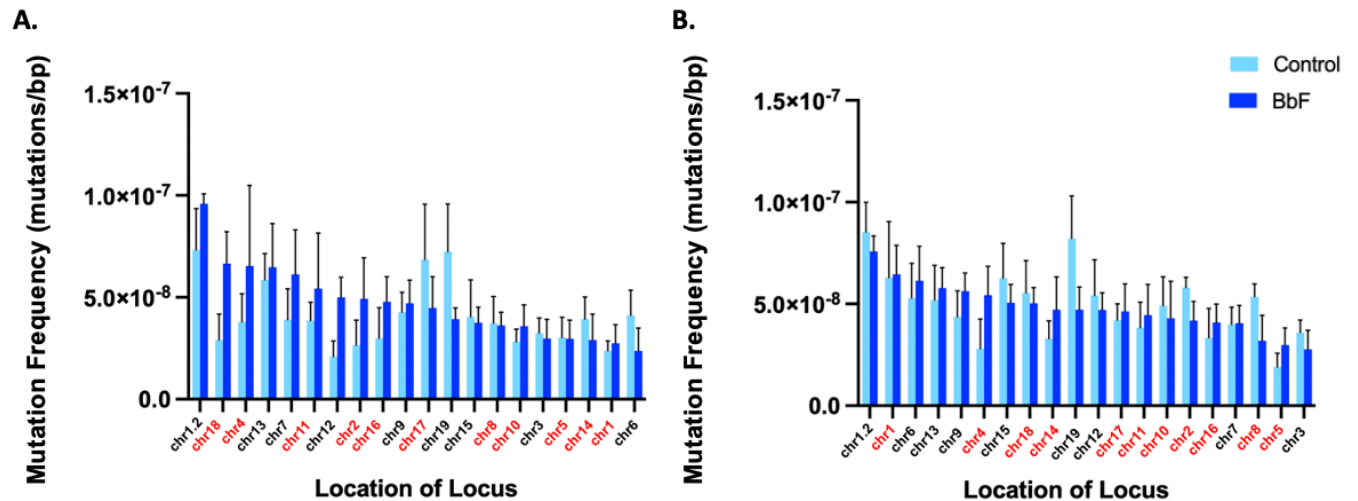 A.
Mutation Frequency (mutations/bp)
1.5×10⁻⁷
1.0×10⁻⁷
5.0×10⁻⁸
0.0
chr1.2 chr18 chr4 chr13 chr7 chr11 chr12 chr2 chr16 chr9 chr17 chr19 chr15 chr8 chr10 chr3 chr5 chr14 chr1 chr6
Location of Locus
B.
Mutation Frequency (mutations/bp)
1.5×10⁻⁷
1.0×10⁻⁷
5.0×10⁻⁸
0.0
chr1.2 chr1 chr6 chr13 chr9 chr4 chr15 chr18 chr14 chr19 chr12 chr17 chr11 chr10 chr2 chr16 chr7 chr8 chr5 chr3
Location of Locus
Control
BbF